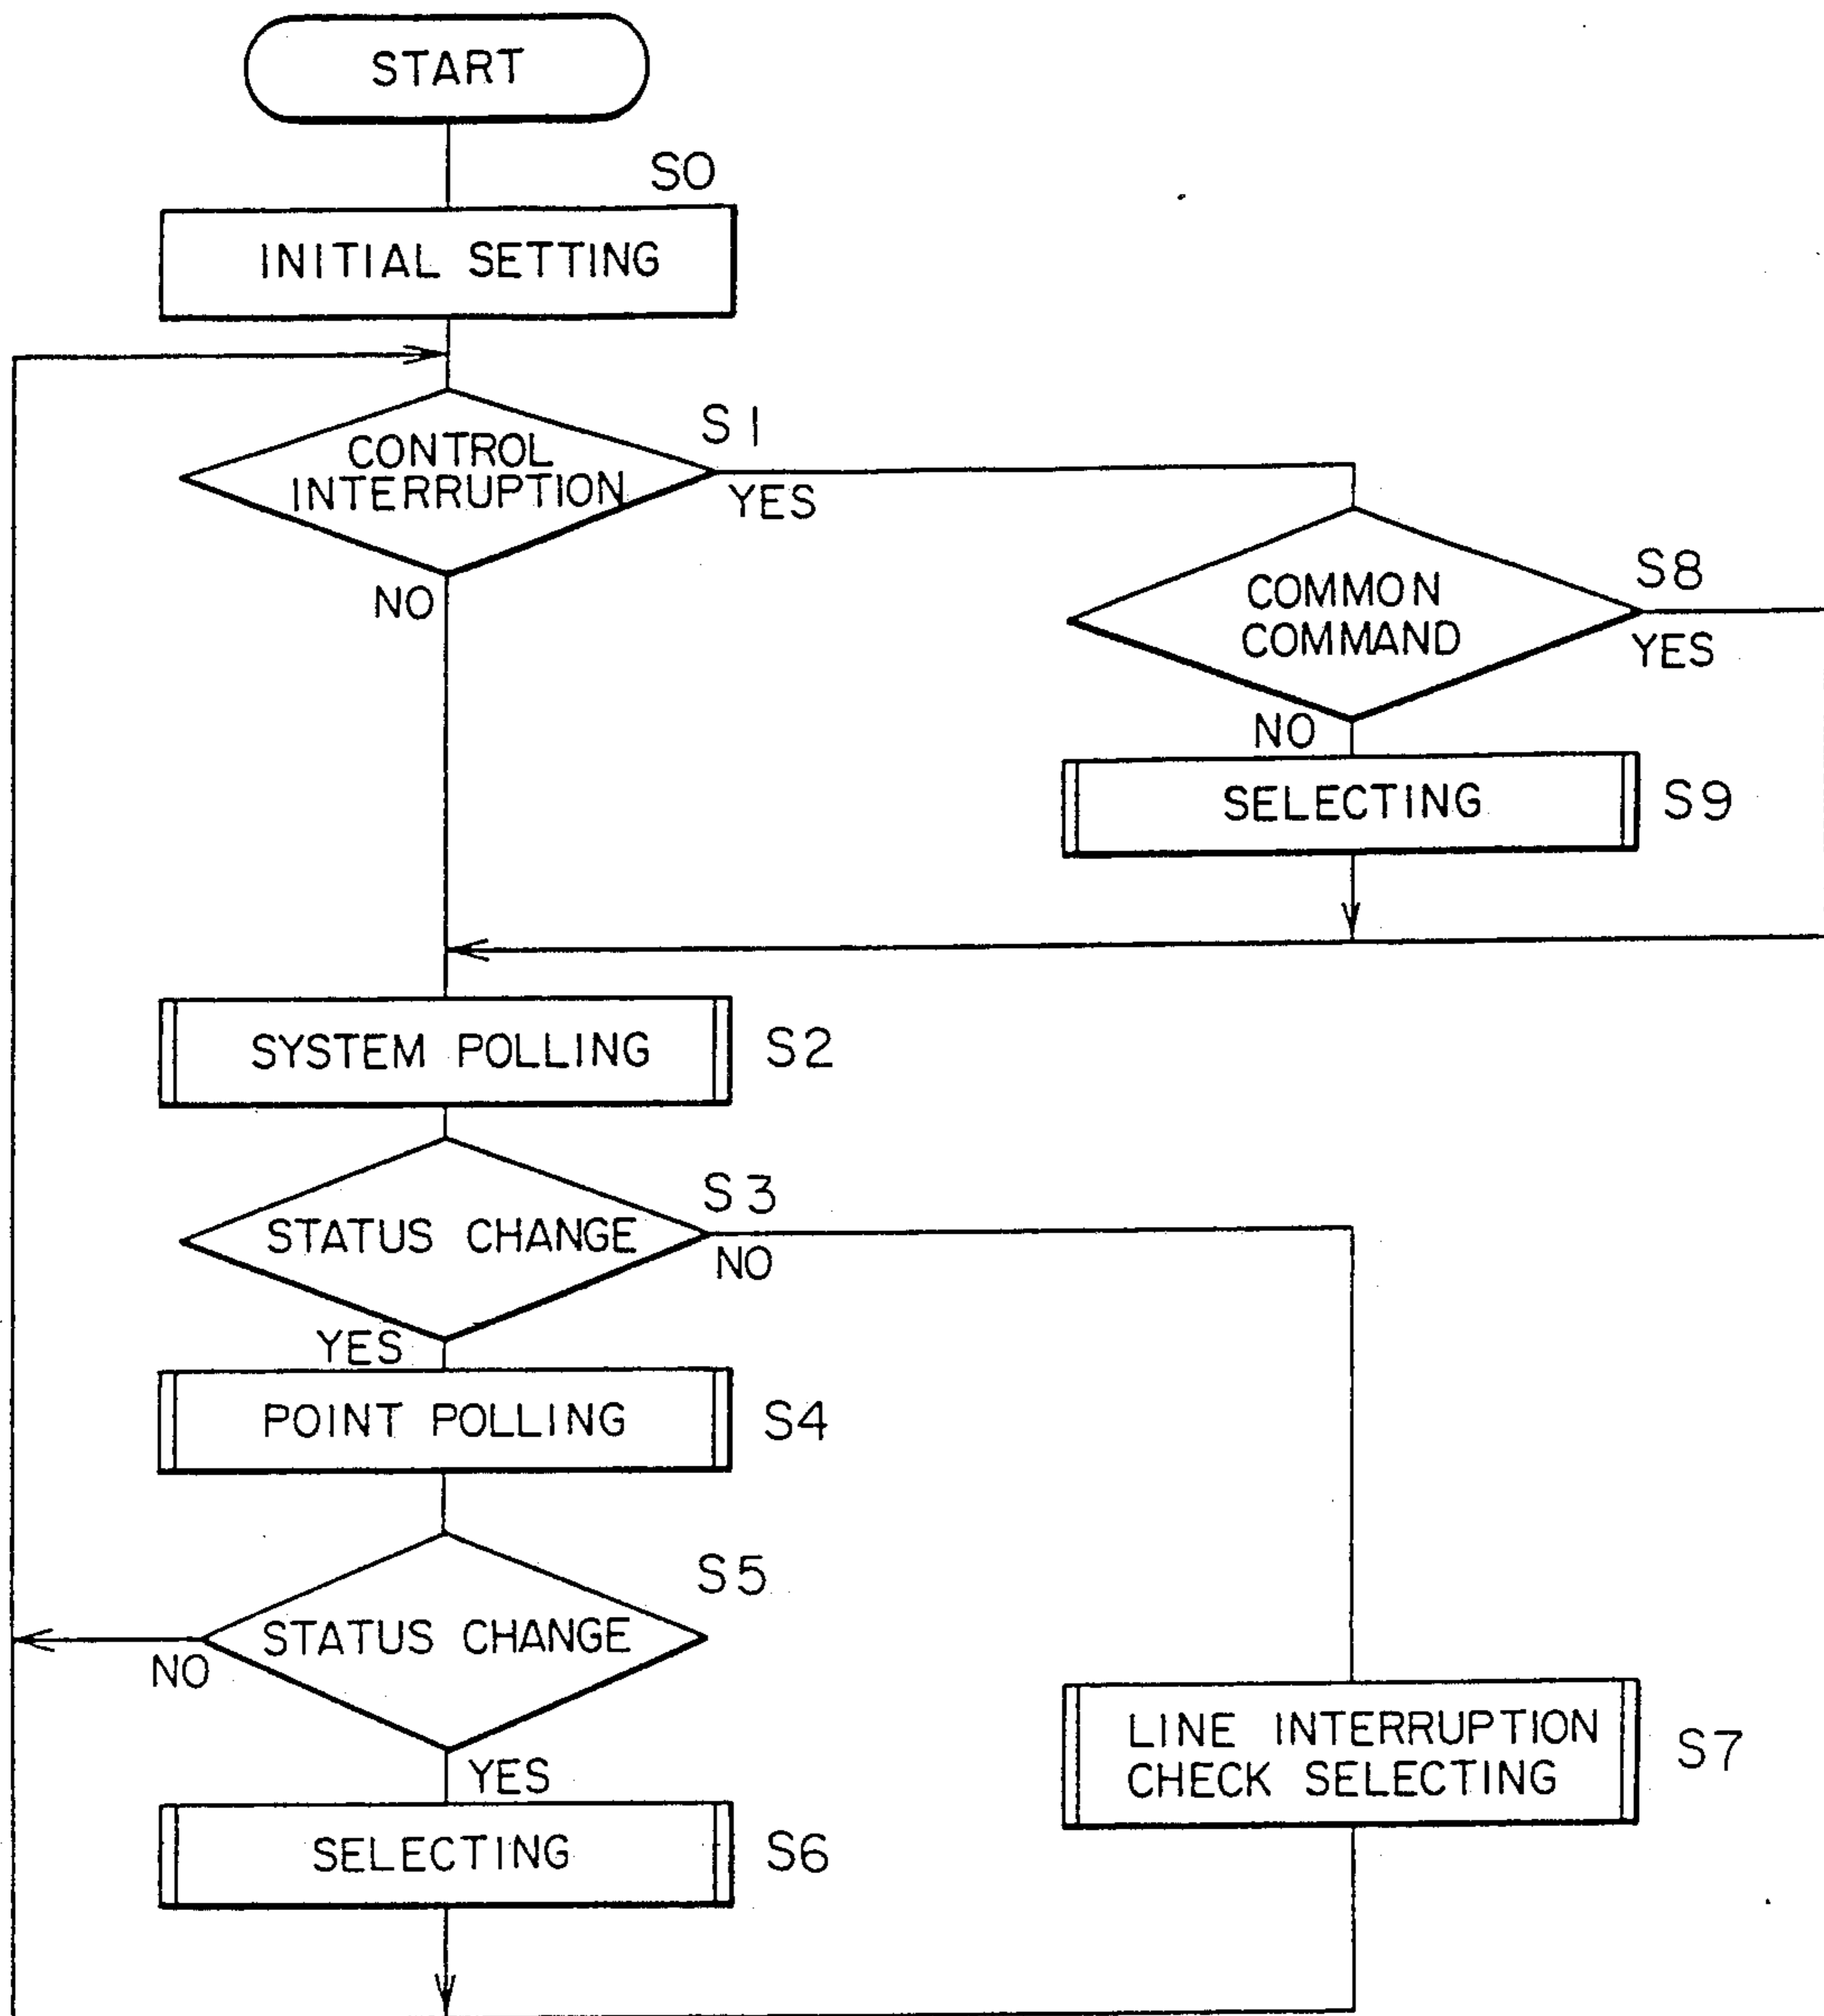 START
S0
INITIAL SETTING
CONTROL
INTERRUPTION
S1
YES
NO
COMMON
COMMAND
S8
YES
NO
SELECTING
S9
SYSTEM POLLING
S2
STATUS CHANGE
S3
NO
YES
POINT POLLING
S4
STATUS CHANGE
S5
NO
YES
LINE INTERRUPTION
CHECK SELECTING
S7
SELECTING
S6